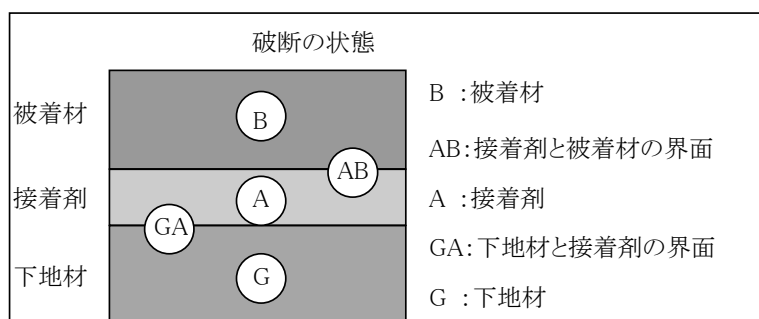 破断の状態
被着材
接着剤
下地材
B
AB
A
GA
G
B :被着材
AB:接着剤と被着材の界面
A :接着剤
GA:下地材と接着剤の界面
G :下地材